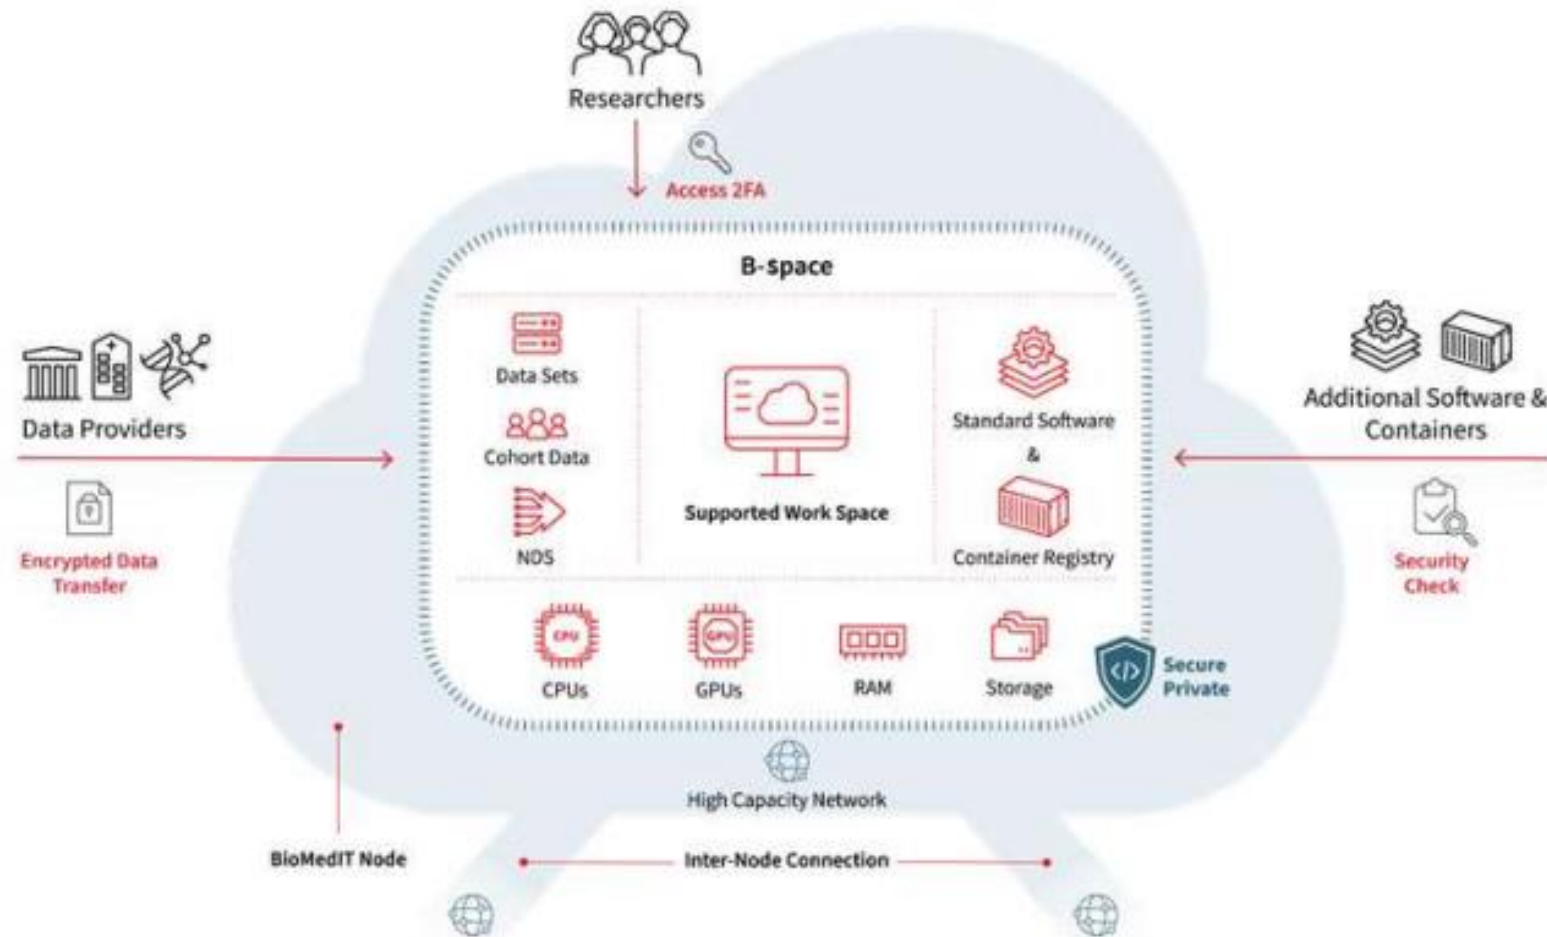 Researchers
Access 2FA
B-space
Data Providers
Encrypted Data
Transfer
Data Sets
Cohort Data
NDS
Supported Work Space
Standard Software
&
Container Registry
Additional Software &
Containers
Security
Check
CPU
GPU
CPUs
GPUs
RAM
Storage
</>
Secure
Private
High Capacity Network
BioMedIT Node
Inter-Node Connection